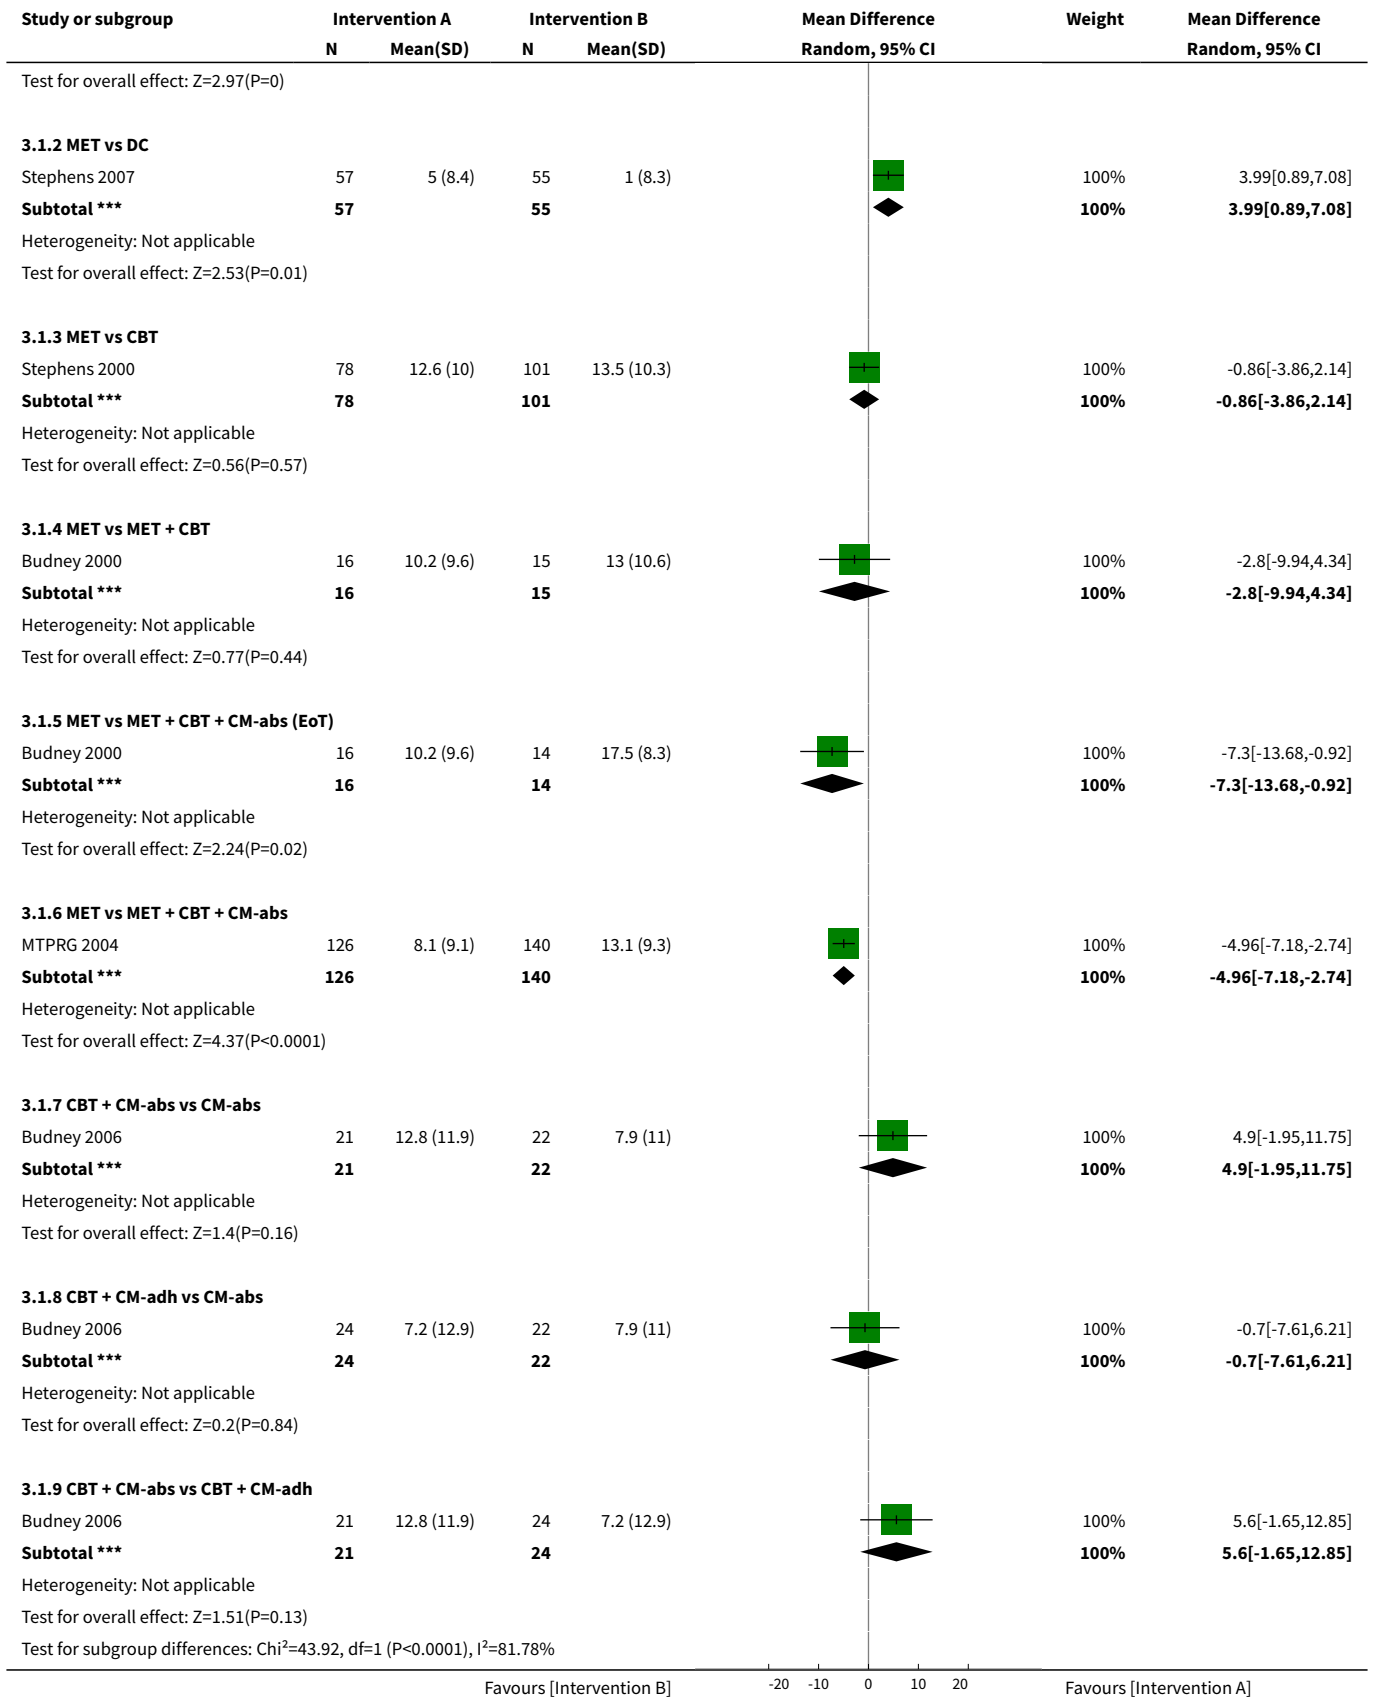 Study or subgroup Intervention A Intervention B Mean Difference Weight Mean Difference
N Mean(SD) N Mean(SD) Random, 95% CI Random, 95% CI
Test for overall effect: Z=2.97(P=0)
3.1.2 MET vs DC
Stephens 2007 57 5 (8.4) 55 1 (8.3) 100% 3.99[0.89,7.08]
Subtotal *** 57 55 100% 3.99[0.89,7.08]
Heterogeneity: Not applicable
Test for overall effect: Z=2.53(P=0.01)
3.1.3 MET vs CBT
Stephens 2000 78 12.6 (10) 101 13.5 (10.3) 100% -0.86[-3.86,2.14]
Subtotal *** 78 101 100% -0.86[-3.86,2.14]
Heterogeneity: Not applicable
Test for overall effect: Z=0.56(P=0.57)
3.1.4 MET vs MET + CBT
Budney 2000 16 10.2 (9.6) 15 13 (10.6) 100% -2.8[-9.94,4.34]
Subtotal *** 16 15 100% -2.8[-9.94,4.34]
Heterogeneity: Not applicable
Test for overall effect: Z=0.77(P=0.44)
3.1.5 MET vs MET + CBT + CM-abs (EoT)
Budney 2000 16 10.2 (9.6) 14 17.5 (8.3) 100% -7.3[-13.68,-0.92]
Subtotal *** 16 14 100% -7.3[-13.68,-0.92]
Heterogeneity: Not applicable
Test for overall effect: Z=2.24(P=0.02)
3.1.6 MET vs MET + CBT + CM-abs
MTPRG 2004 126 8.1 (9.1) 140 13.1 (9.3) 100% -4.96[-7.18,-2.74]
Subtotal *** 126 140 100% -4.96[-7.18,-2.74]
Heterogeneity: Not applicable
Test for overall effect: Z=4.37(P<0.0001)
3.1.7 CBT + CM-abs vs CM-abs
Budney 2006 21 12.8 (11.9) 22 7.9 (11) 100% 4.9[-1.95,11.75]
Subtotal *** 21 22 100% 4.9[-1.95,11.75]
Heterogeneity: Not applicable
Test for overall effect: Z=1.4(P=0.16)
3.1.8 CBT + CM-adh vs CM-abs
Budney 2006 24 7.2 (12.9) 22 7.9 (11) 100% -0.7[-7.61,6.21]
Subtotal *** 24 22 100% -0.7[-7.61,6.21]
Heterogeneity: Not applicable
Test for overall effect: Z=0.2(P=0.84)
3.1.9 CBT + CM-abs vs CBT + CM-adh
Budney 2006 21 12.8 (11.9) 24 7.2 (12.9) 100% 5.6[-1.65,12.85]
Subtotal *** 21 24 100% 5.6[-1.65,12.85]
Heterogeneity: Not applicable
Test for overall effect: Z=1.51(P=0.13)
Test for subgroup differences: Chi²=43.92, df=1 (P<0.0001), I²=81.78%
Favours [Intervention B] -20 -10 0 10 20 Favours [Intervention A]